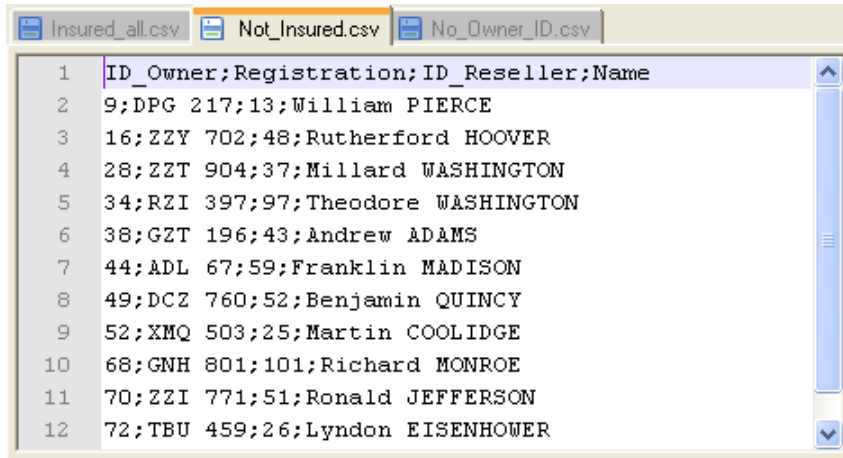 Insured_all.csv Not_Insured.csv No_Owner_ID.csv
1 ID_Owner;Registration;ID_Reseller;Name
2 9;DPG 217;13;William PIERCE
3 16;ZZY 702;48;Rutherford HOOVER
4 28;ZZT 904;37;Millard WASHINGTON
5 34;RZI 397;97;Theodore WASHINGTON
6 38;GZT 196;43;Andrew ADAMS
7 44;ADL 67;59;Franklin MADISON
8 49;DCZ 760;52;Benjamin QUINCY
9 52;XMQ 503;25;Martin COOLIDGE
10 68;GNH 801;101;Richard MONROE
11 70;ZZI 771;51;Ronald JEFFERSON
12 72;TBU 459;26;Lyndon EISENHOWER